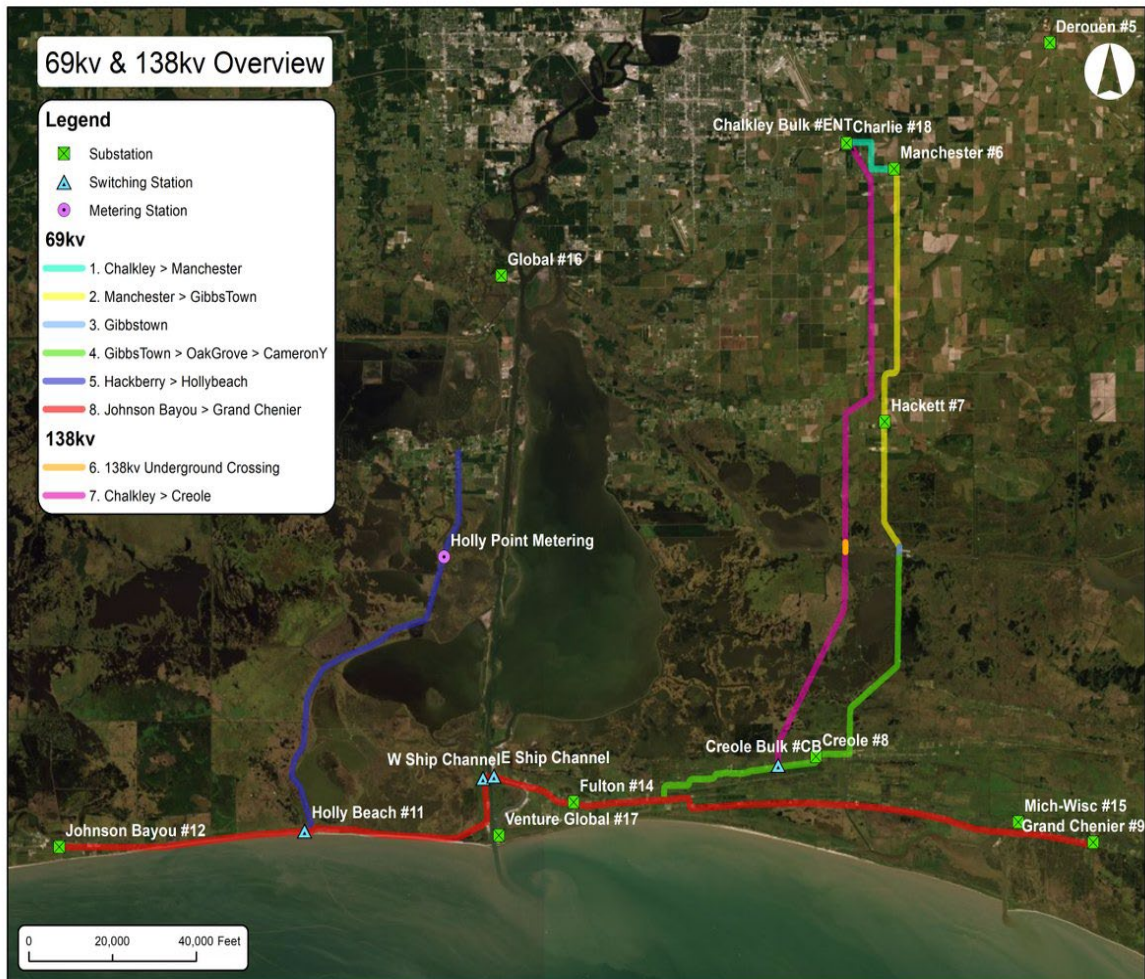 69kv & 138kv Overview
Legend
Substation
Switching Station
Metering Station
69kv
1. Chalkley > Manchester
2. Manchester > GibbsTown
3. Gibbstown
4. GibbsTown > OakGrove > CameronY
5. Hackberry > Hollybeach
8. Johnson Bayou > Grand Chenier
138kv
6. 138kv Underground Crossing
7. Chalkley > Creole
Derouen #5
Chalkley Bulk #ENT
Charlie #18
Manchester #6
Global #16
Hackett #7
Holly Point Metering
Creole Bulk #CB
Creole #8
W Ship Channel
E Ship Channel
Fulton #14
Holly Beach #11
Venture Global #17
Johnson Bayou #12
Mich-Wisc #15
Grand Chenier #9
0 20,000 40,000 Feet